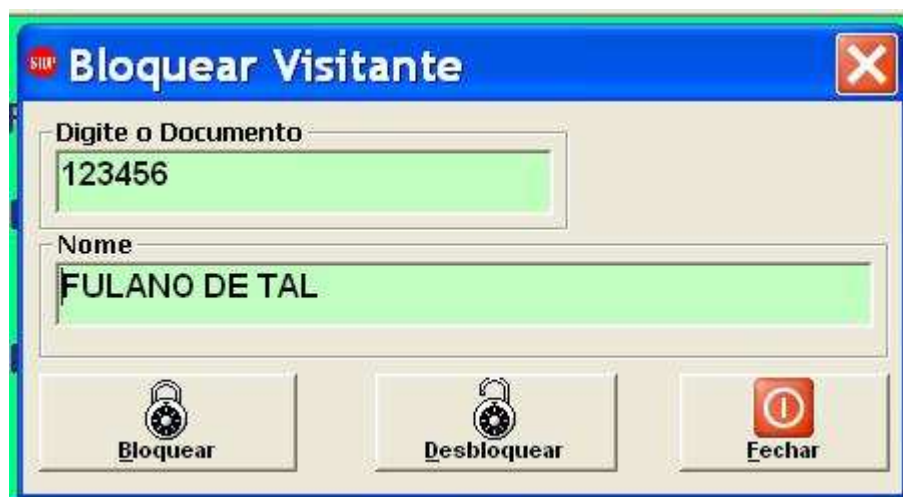 STOP Bloquear Visitante
Digite o Documento
123456
Nome
FULANO DE TAL
Bloquear Desbloquear Fechar